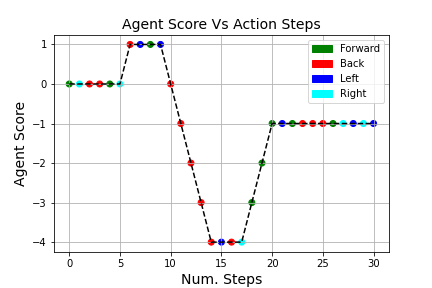 Agent Score Vs Action Steps
Agent Score
1
0
−1
−2
−3
−4
Forward
Back
Left
Right
0 5 10 15 20 25 30
Num. Steps